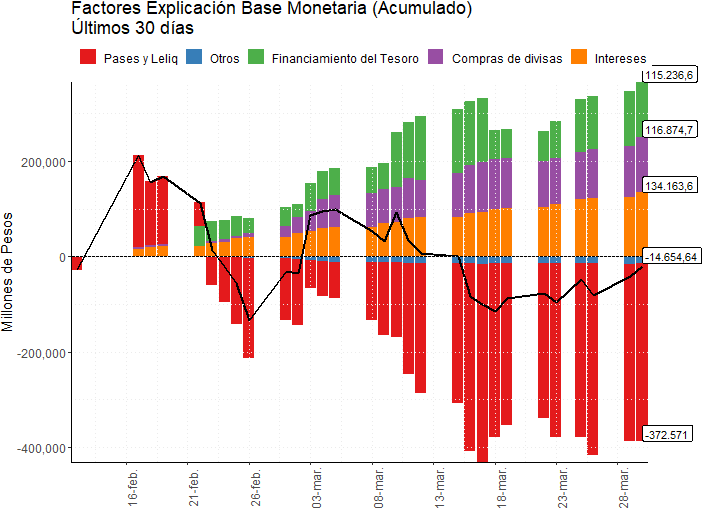 Factores Explicación Base Monetaria (Acumulado)
Últimos 30 días
Pases y Leliq Otros Financiamiento del Tesoro Compras de divisas Intereses
Millones de Pesos
200,000
0
-200,000
-400,000
115.236,6
116.874,7
134.163,6
-14.654,64
-372.571
16-feb.
21-feb.
26-feb.
03-mar.
08-mar.
13-mar.
18-mar.
23-mar.
28-mar.